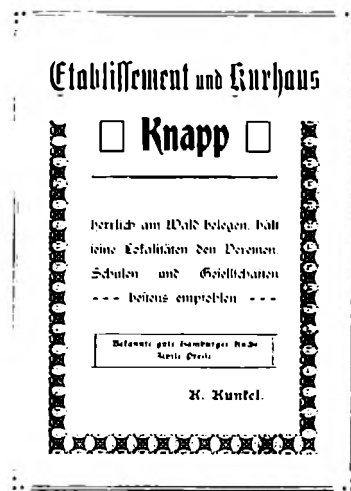 Etablissement und Kurhaus
Knapp
herrlich am Wald belegen, hält
seine Lokalitäten den Vereinen,
Schulen und Gesellschaften
--- bestens empfohlen ---
Bekannte gute Hamburger Küche
Preise
K. Kunkel.